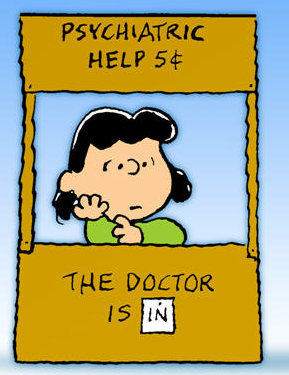 PSYCHIATRIC
HELP 5¢
THE DOCTOR
IS IN